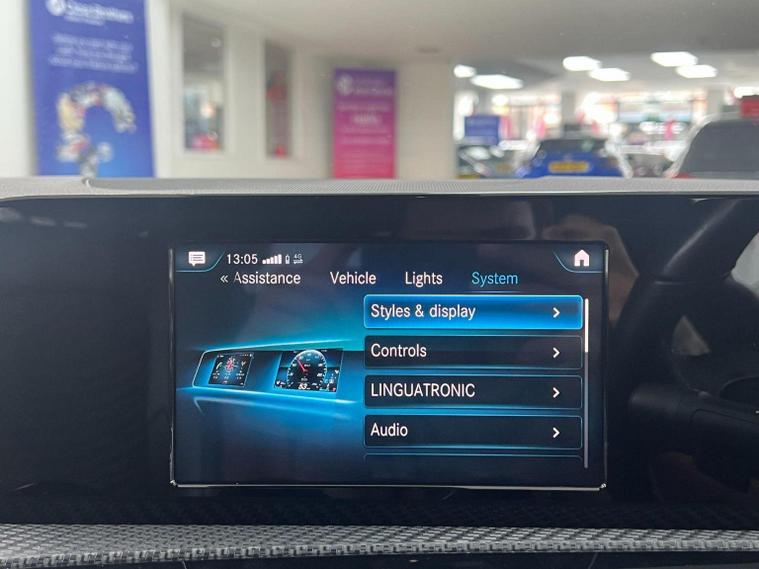 13:05 4G
« Assistance Vehicle Lights System
Styles & display
Controls
LINGUATRONIC
Audio